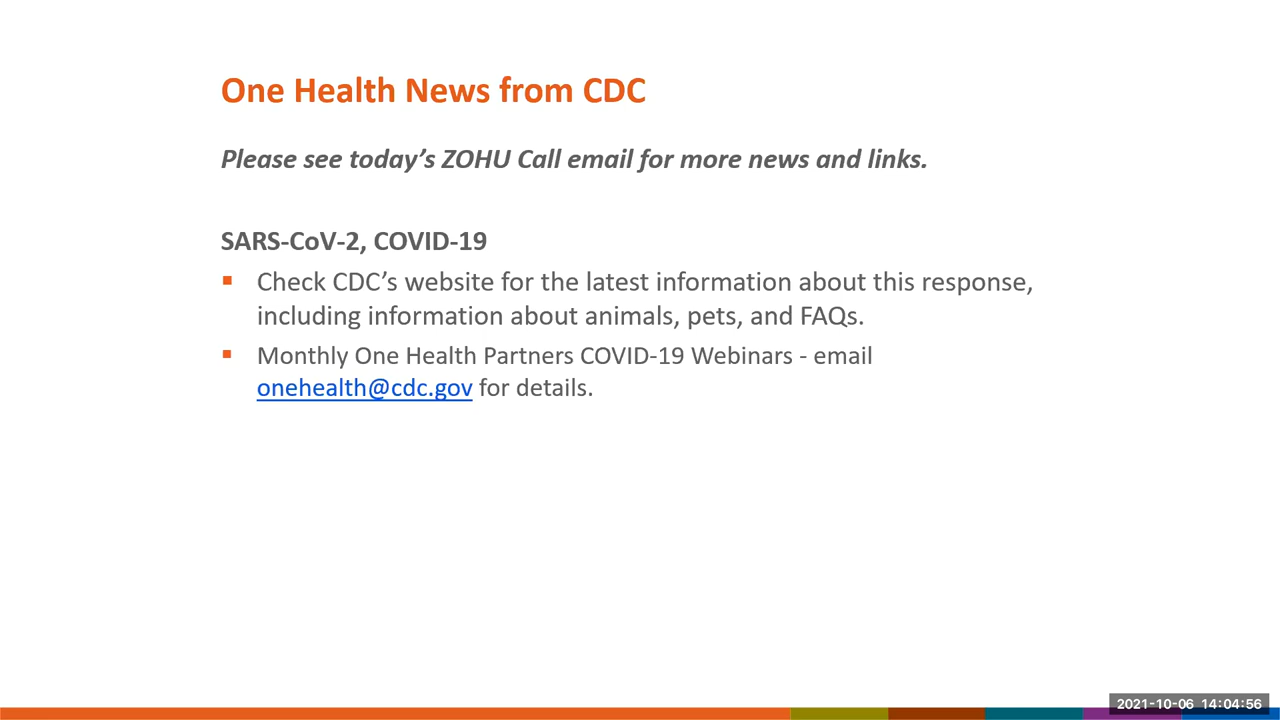 One Health News from CDC
Please see today’s ZOHU Call email for more news and links.
SARS-CoV-2, COVID-19
▪ Check CDC’s website for the latest information about this response,
including information about animals, pets, and FAQs.
▪ Monthly One Health Partners COVID-19 Webinars - email
onehealth@cdc.gov for details.
2021-10-06 14:04:56